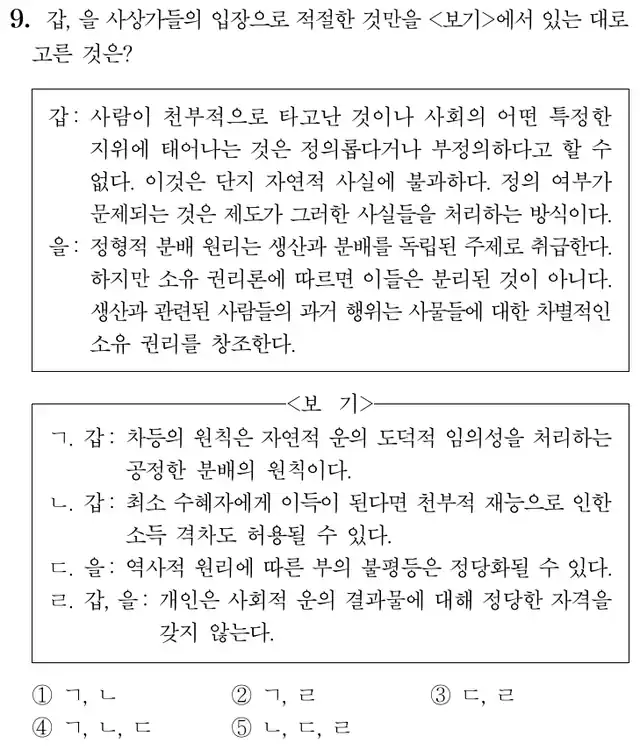 9. 갑, 을 사상가들의 입장으로 적절한 것만을 <보기>에서 있는 대로
고른 것은?
갑: 사람이 천부적으로 타고난 것이나 사회의 어떤 특정한
지위에 태어나는 것은 정의롭다거나 부정의하다고 할 수
없다. 이것은 단지 자연적 사실에 불과하다. 정의 여부가
문제되는 것은 제도가 그러한 사실들을 처리하는 방식이다.
을: 정형적 분배 원리는 생산과 분배를 독립된 주제로 취급한다.
하지만 소유 권리론에 따르면 이들은 분리된 것이 아니다.
생산과 관련된 사람들의 과거 행위는 사물들에 대한 차별적인
소유 권리를 창조한다.
<보 기>
ㄱ. 갑: 차등의 원칙은 자연적 운의 도덕적 임의성을 처리하는
공정한 분배의 원칙이다.
ㄴ. 갑: 최소 수혜자에게 이득이 된다면 천부적 재능으로 인한
소득 격차도 허용될 수 있다.
ㄷ. 을: 역사적 원리에 따른 부의 불평등은 정당화될 수 있다.
ㄹ. 갑, 을: 개인은 사회적 운의 결과물에 대해 정당한 자격을
갖지 않는다.
① ㄱ, ㄴ ② ㄱ, ㄹ ③ ㄷ, ㄹ
④ ㄱ, ㄴ, ㄷ ⑤ ㄴ, ㄷ, ㄹ